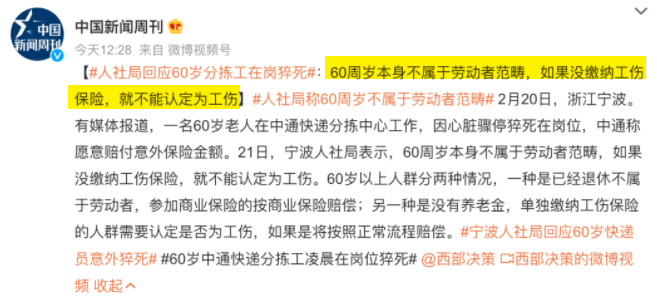 中国
新闻周刊
中国新闻周刊
今天12:28 来自 微博视频号
【#人社局回应60岁分拣工在岗猝死#：60周岁本身不属于劳动者范畴，如果没缴纳工伤
保险，就不能认定为工伤】#人社局称60周岁不属于劳动者范畴# 2月20日，浙江宁波。
有媒体报道，一名60岁老人在中通快递分拣中心工作，因心脏骤停猝死在岗位，中通称
愿意赔付意外保险金额。21日，宁波人社局表示，60周岁本身不属于劳动者范畴，如果
没缴纳工伤保险，就不能认定为工伤。60岁以上人群分两种情况，一种是已经退休不属
于劳动者，参加商业保险的按商业保险赔偿；另一种是没有养老金，单独缴纳工伤保险
的人群需要认定是否为工伤，如果是将按照正常流程赔偿。#宁波人社局回应60岁快递
员意外猝死# #60岁中通快递分拣工凌晨在岗位猝死# @西部决策 西部决策的微博视
频 收起